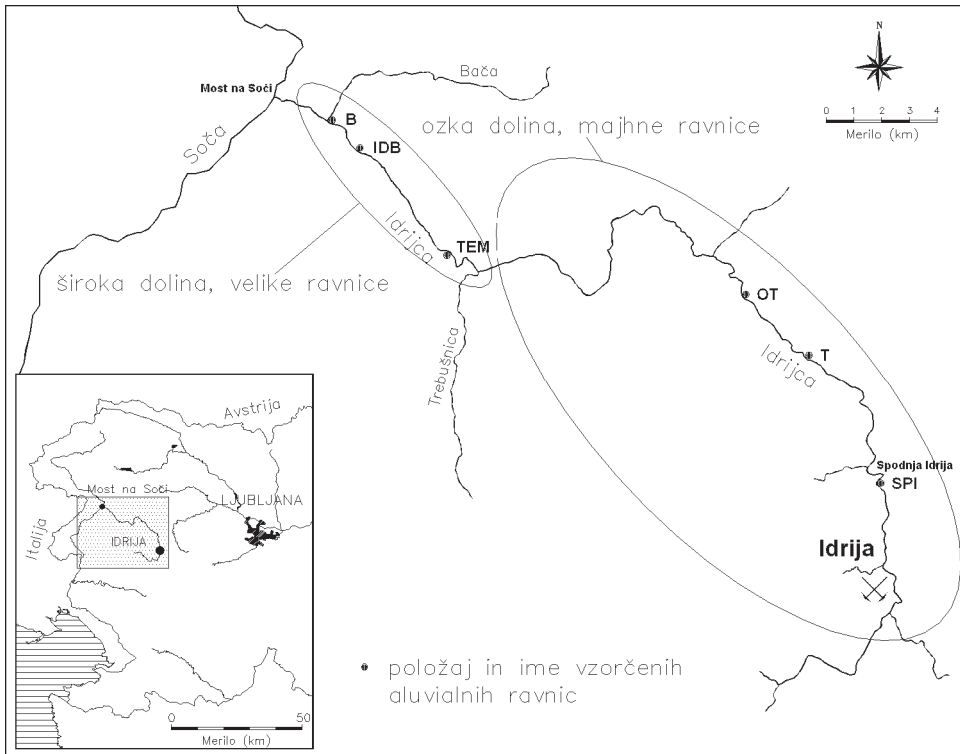 N
Most na Soči
Bača
B
ozka dolina, majhne ravnice
0 1 2 3 4
Merilo (km)
Soča
IDB
Idrijca
TEM
široka dolina, velike ravnice
OT
Trebušnica
Idrijca
T
Spodnja Idrija
SPI
Idrija
Avstrija
Most na Soči
LJUBLJANA
Italija
IDRIJA
položaj in ime vzorčenih
aluvialnih ravnic
0 50
Merilo (km)